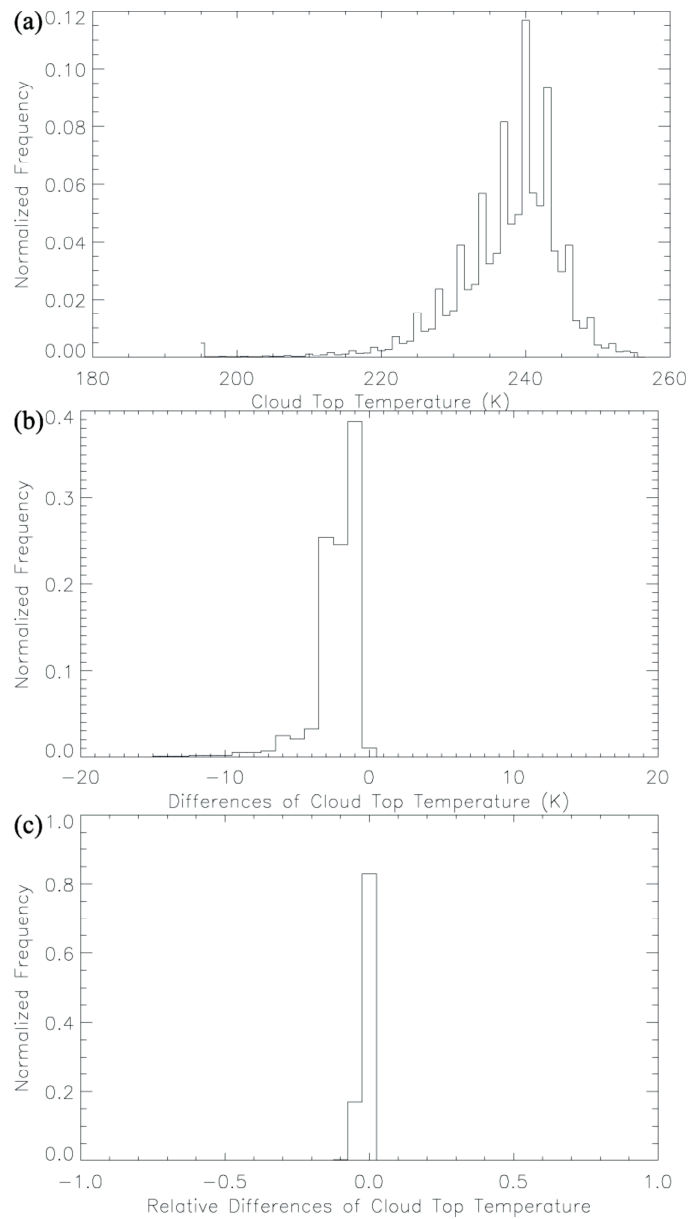 (a)
0.12
0.10
0.08
0.06
0.04
0.02
0.00
Normalized Frequency
180 200 220 240 260
Cloud Top Temperature (K)
(b)
0.4
0.3
0.2
0.1
0.0
Normalized Frequency
−20 −10 0 10 20
Differences of Cloud Top Temperature (K)
(c)
1.0
0.8
0.6
0.4
0.2
0.0
Normalized Frequency
−1.0 −0.5 0.0 0.5 1.0
Relative Differences of Cloud Top Temperature